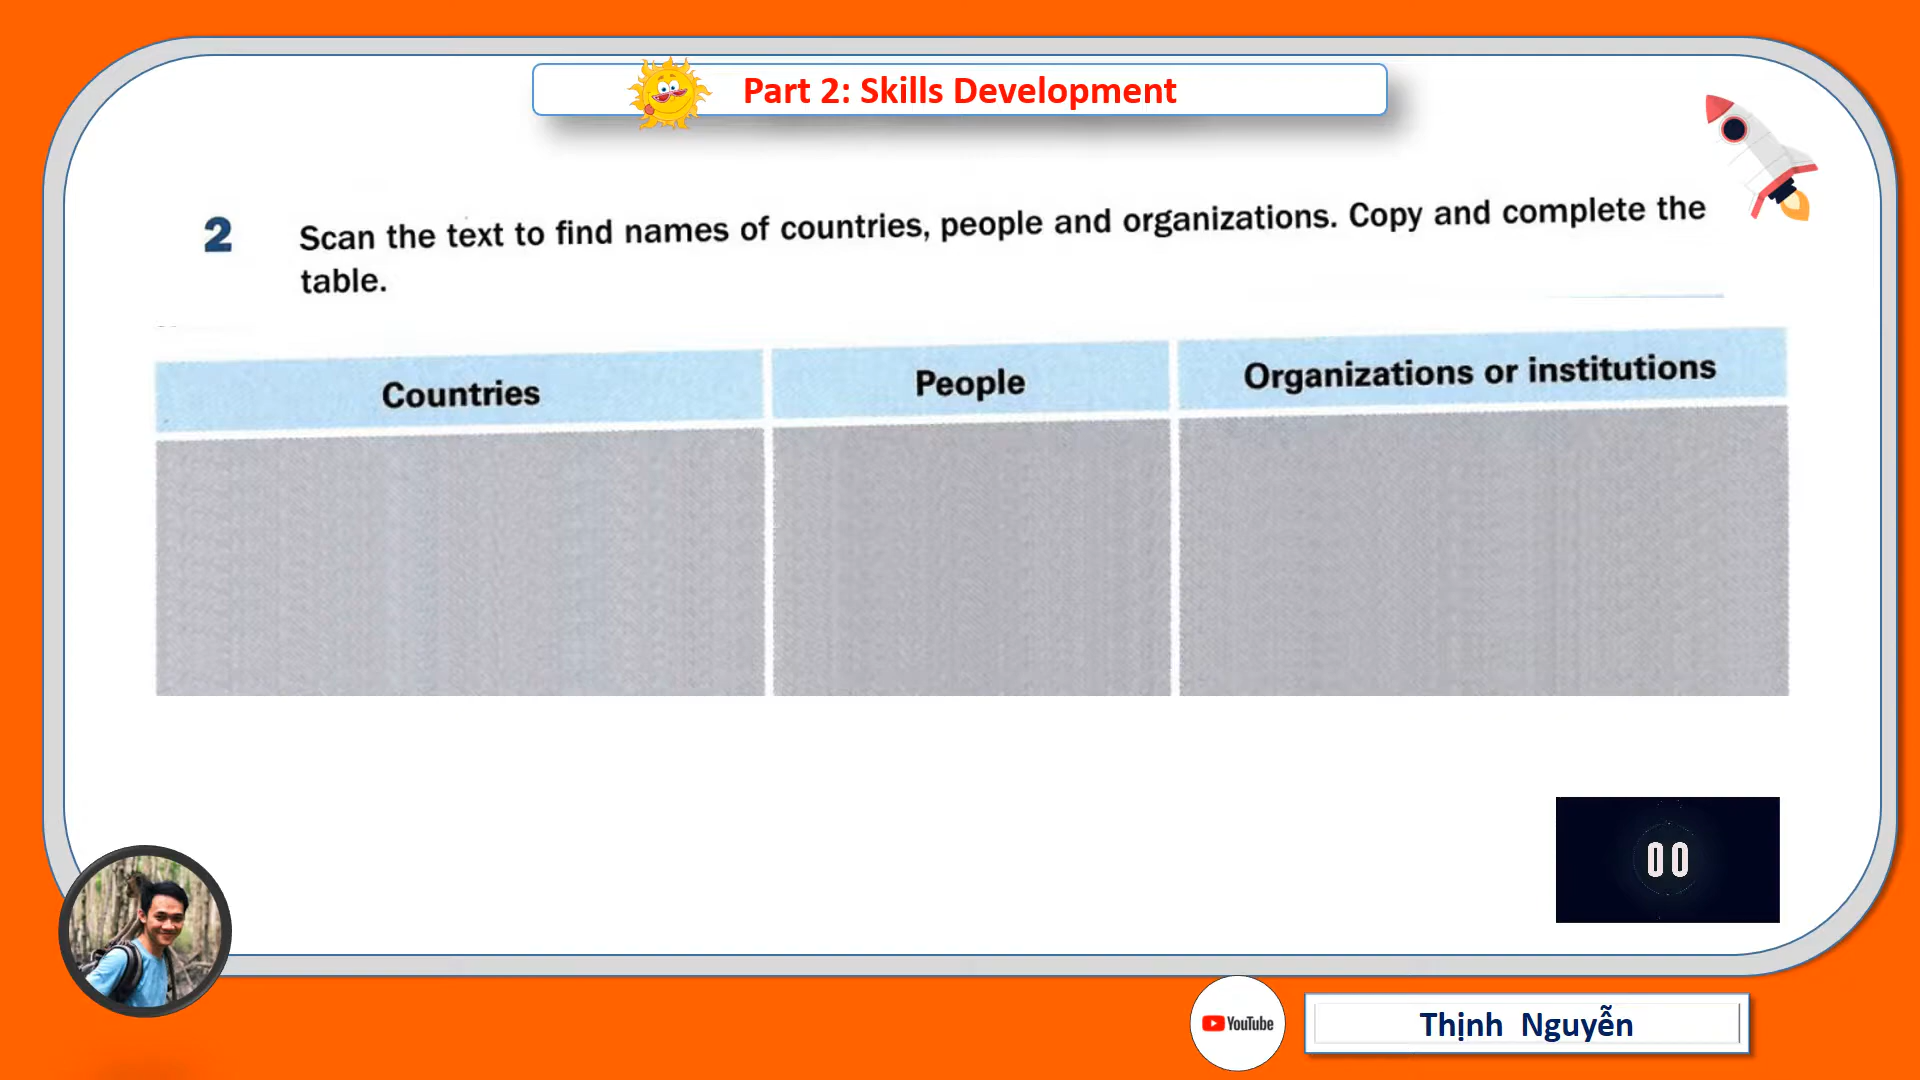 Part 2: Skills Development
2 Scan the text to find names of countries, people and organizations. Copy and complete the
table.
Countries People Organizations or institutions
00
YouTube
Thịnh Nguyễn